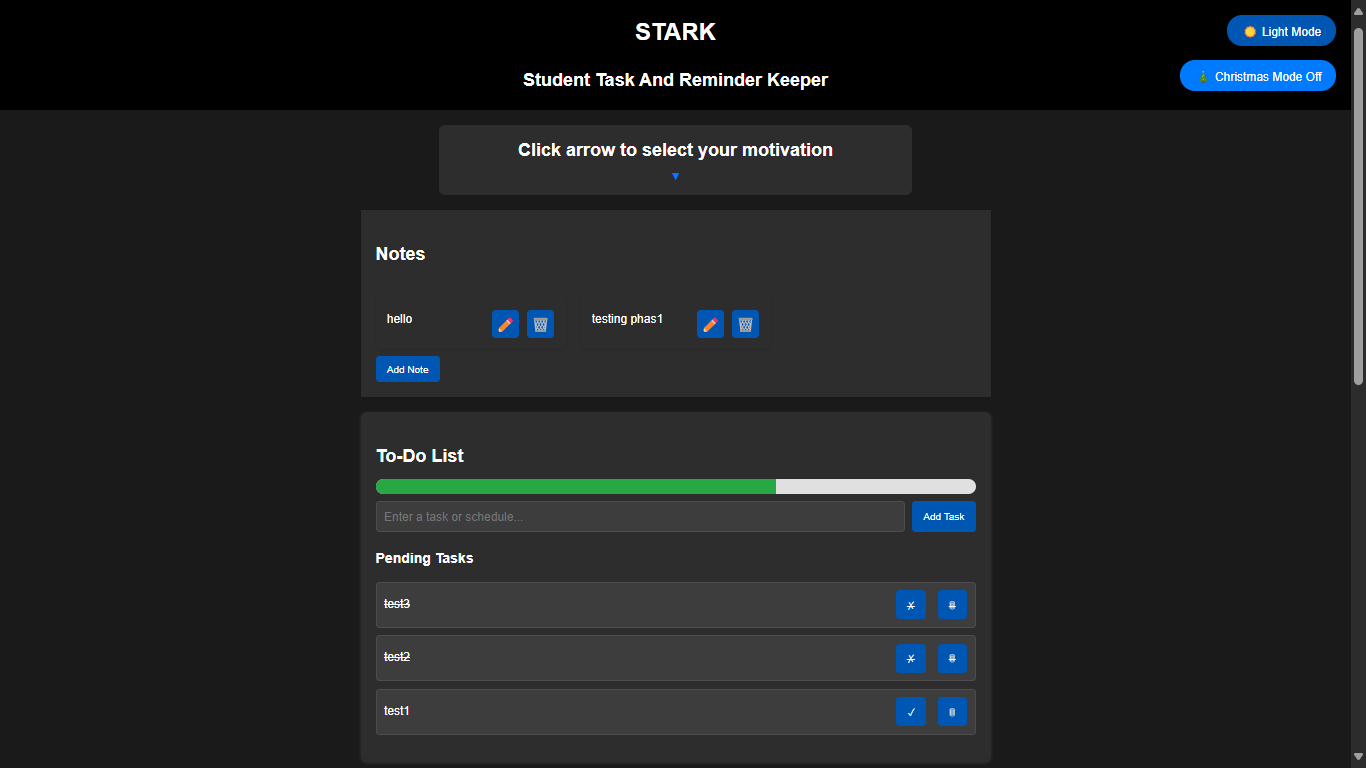 STARK
Light Mode
Student Task And Reminder Keeper
Christmas Mode Off
Click arrow to select your motivation
Notes
hello
testing phas1
Add Note
To-Do List
Enter a task or schedule...
Add Task
Pending Tasks
test3
test2
test1